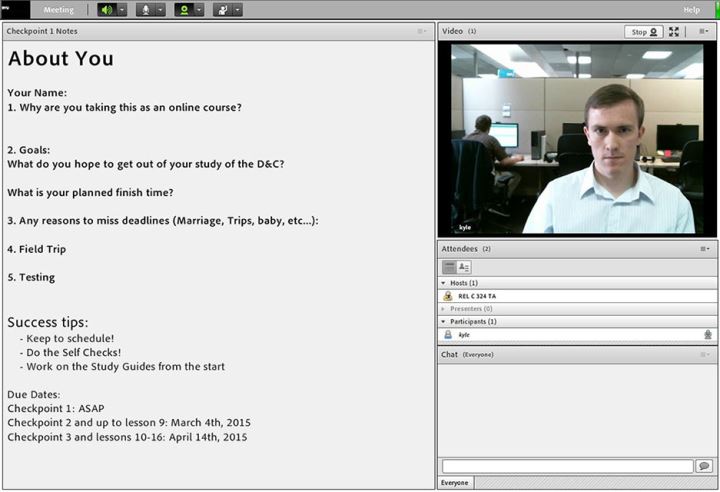 Meeting
Help
Checkpoint 1 Notes
About You
Your Name:
1. Why are you taking this as an online course?
2. Goals:
What do you hope to get out of your study of the D&C?
What is your planned finish time?
3. Any reasons to miss deadlines (Marriage, Trips, baby, etc...):
4. Field Trip
5. Testing
Success tips:
- Keep to schedule!
- Do the Self Checks!
- Work on the Study Guides from the start
Due Dates:
Checkpoint 1: ASAP
Checkpoint 2 and up to lesson 9: March 4th, 2015
Checkpoint 3 and lessons 10-16: April 14th, 2015
Video (1)
Stop
kyle
Attendees (2)
Hosts (1)
REL C 324 TA
Presenters (0)
Participants (1)
kyle
Chat (Everyone)
Everyone